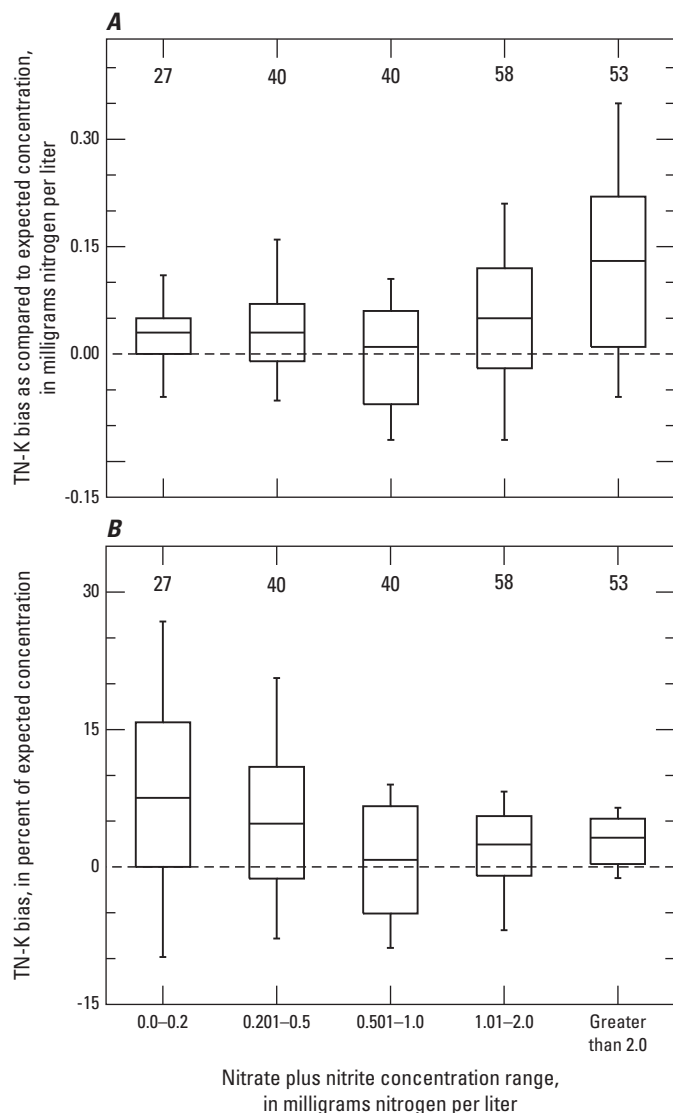 A
27 40 40 58 53
0.30
0.15
0.00
-0.15
TN-K bias as compared to expected concentration,
in milligrams nitrogen per liter
B
27 40 40 58 53
30
15
0
-15
TN-K bias, in percent of expected concentration
0.0–0.2 0.201–0.5 0.501–1.0 1.01–2.0 Greater
than 2.0
Nitrate plus nitrite concentration range,
in milligrams nitrogen per liter